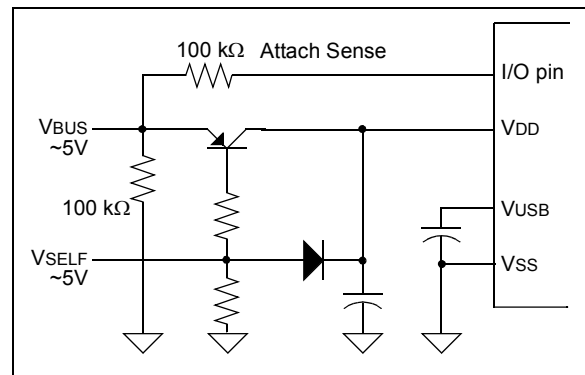 100 kΩ Attach Sense
I/O pin
VBUS
~5V
VDD
100 kΩ
VUSB
VSELF
~5V
VSS